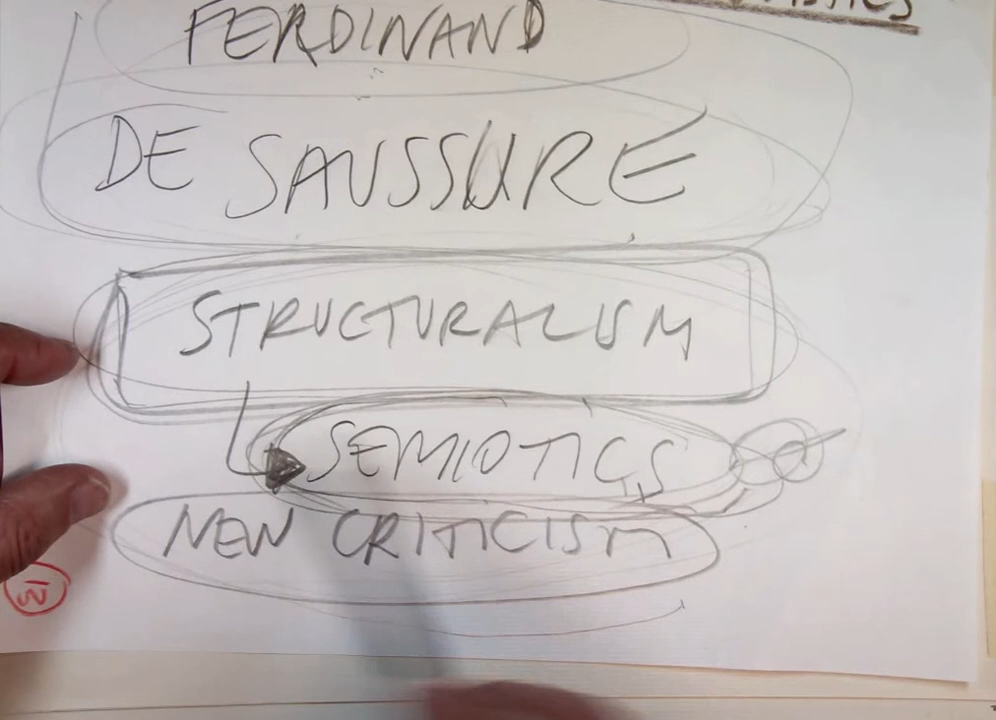 FERDINAND
DE SAUSSURE
STRUCTURALISM
SEMIOTICS
NEW CRITICISM